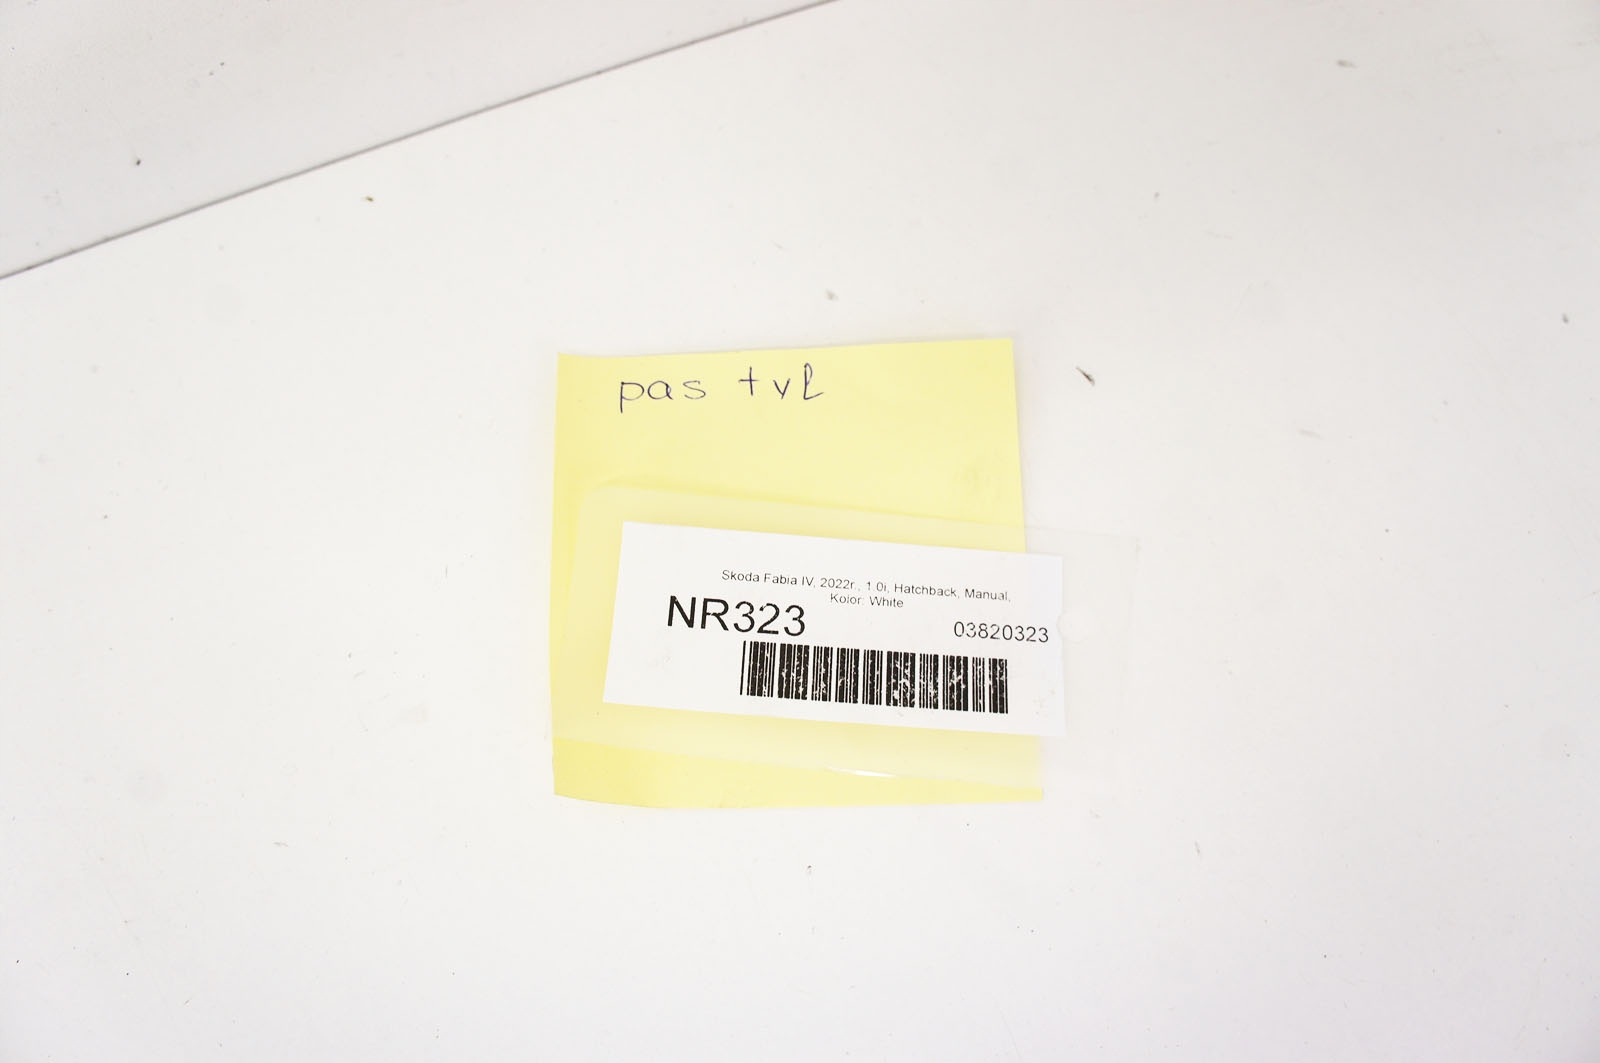 pas tył
Skoda Fabia IV, 2022r., 1.0i, Hatchback, Manual,
Kolor: White
NR323
03820323